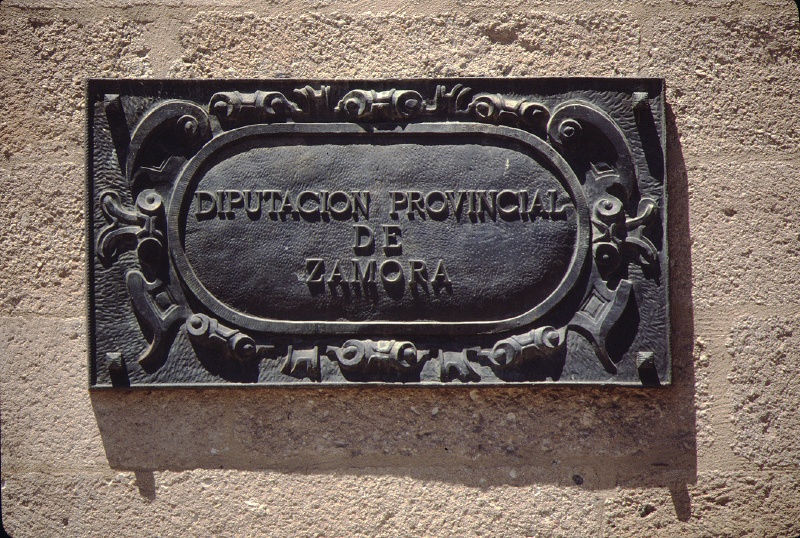 DIPUTACION PROVINCIAL
DE
ZAMORA